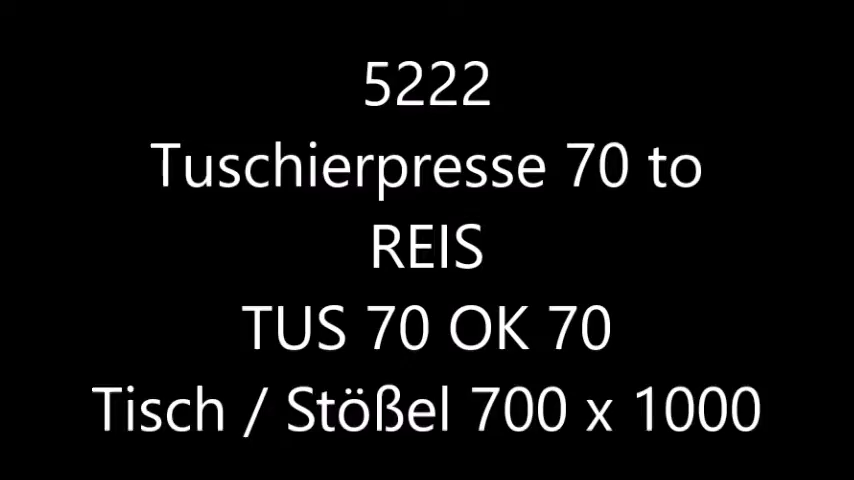 5222
Tuschierpresse 70 to
REIS
TUS 70 OK 70
Tisch / Stößel 700 x 1000